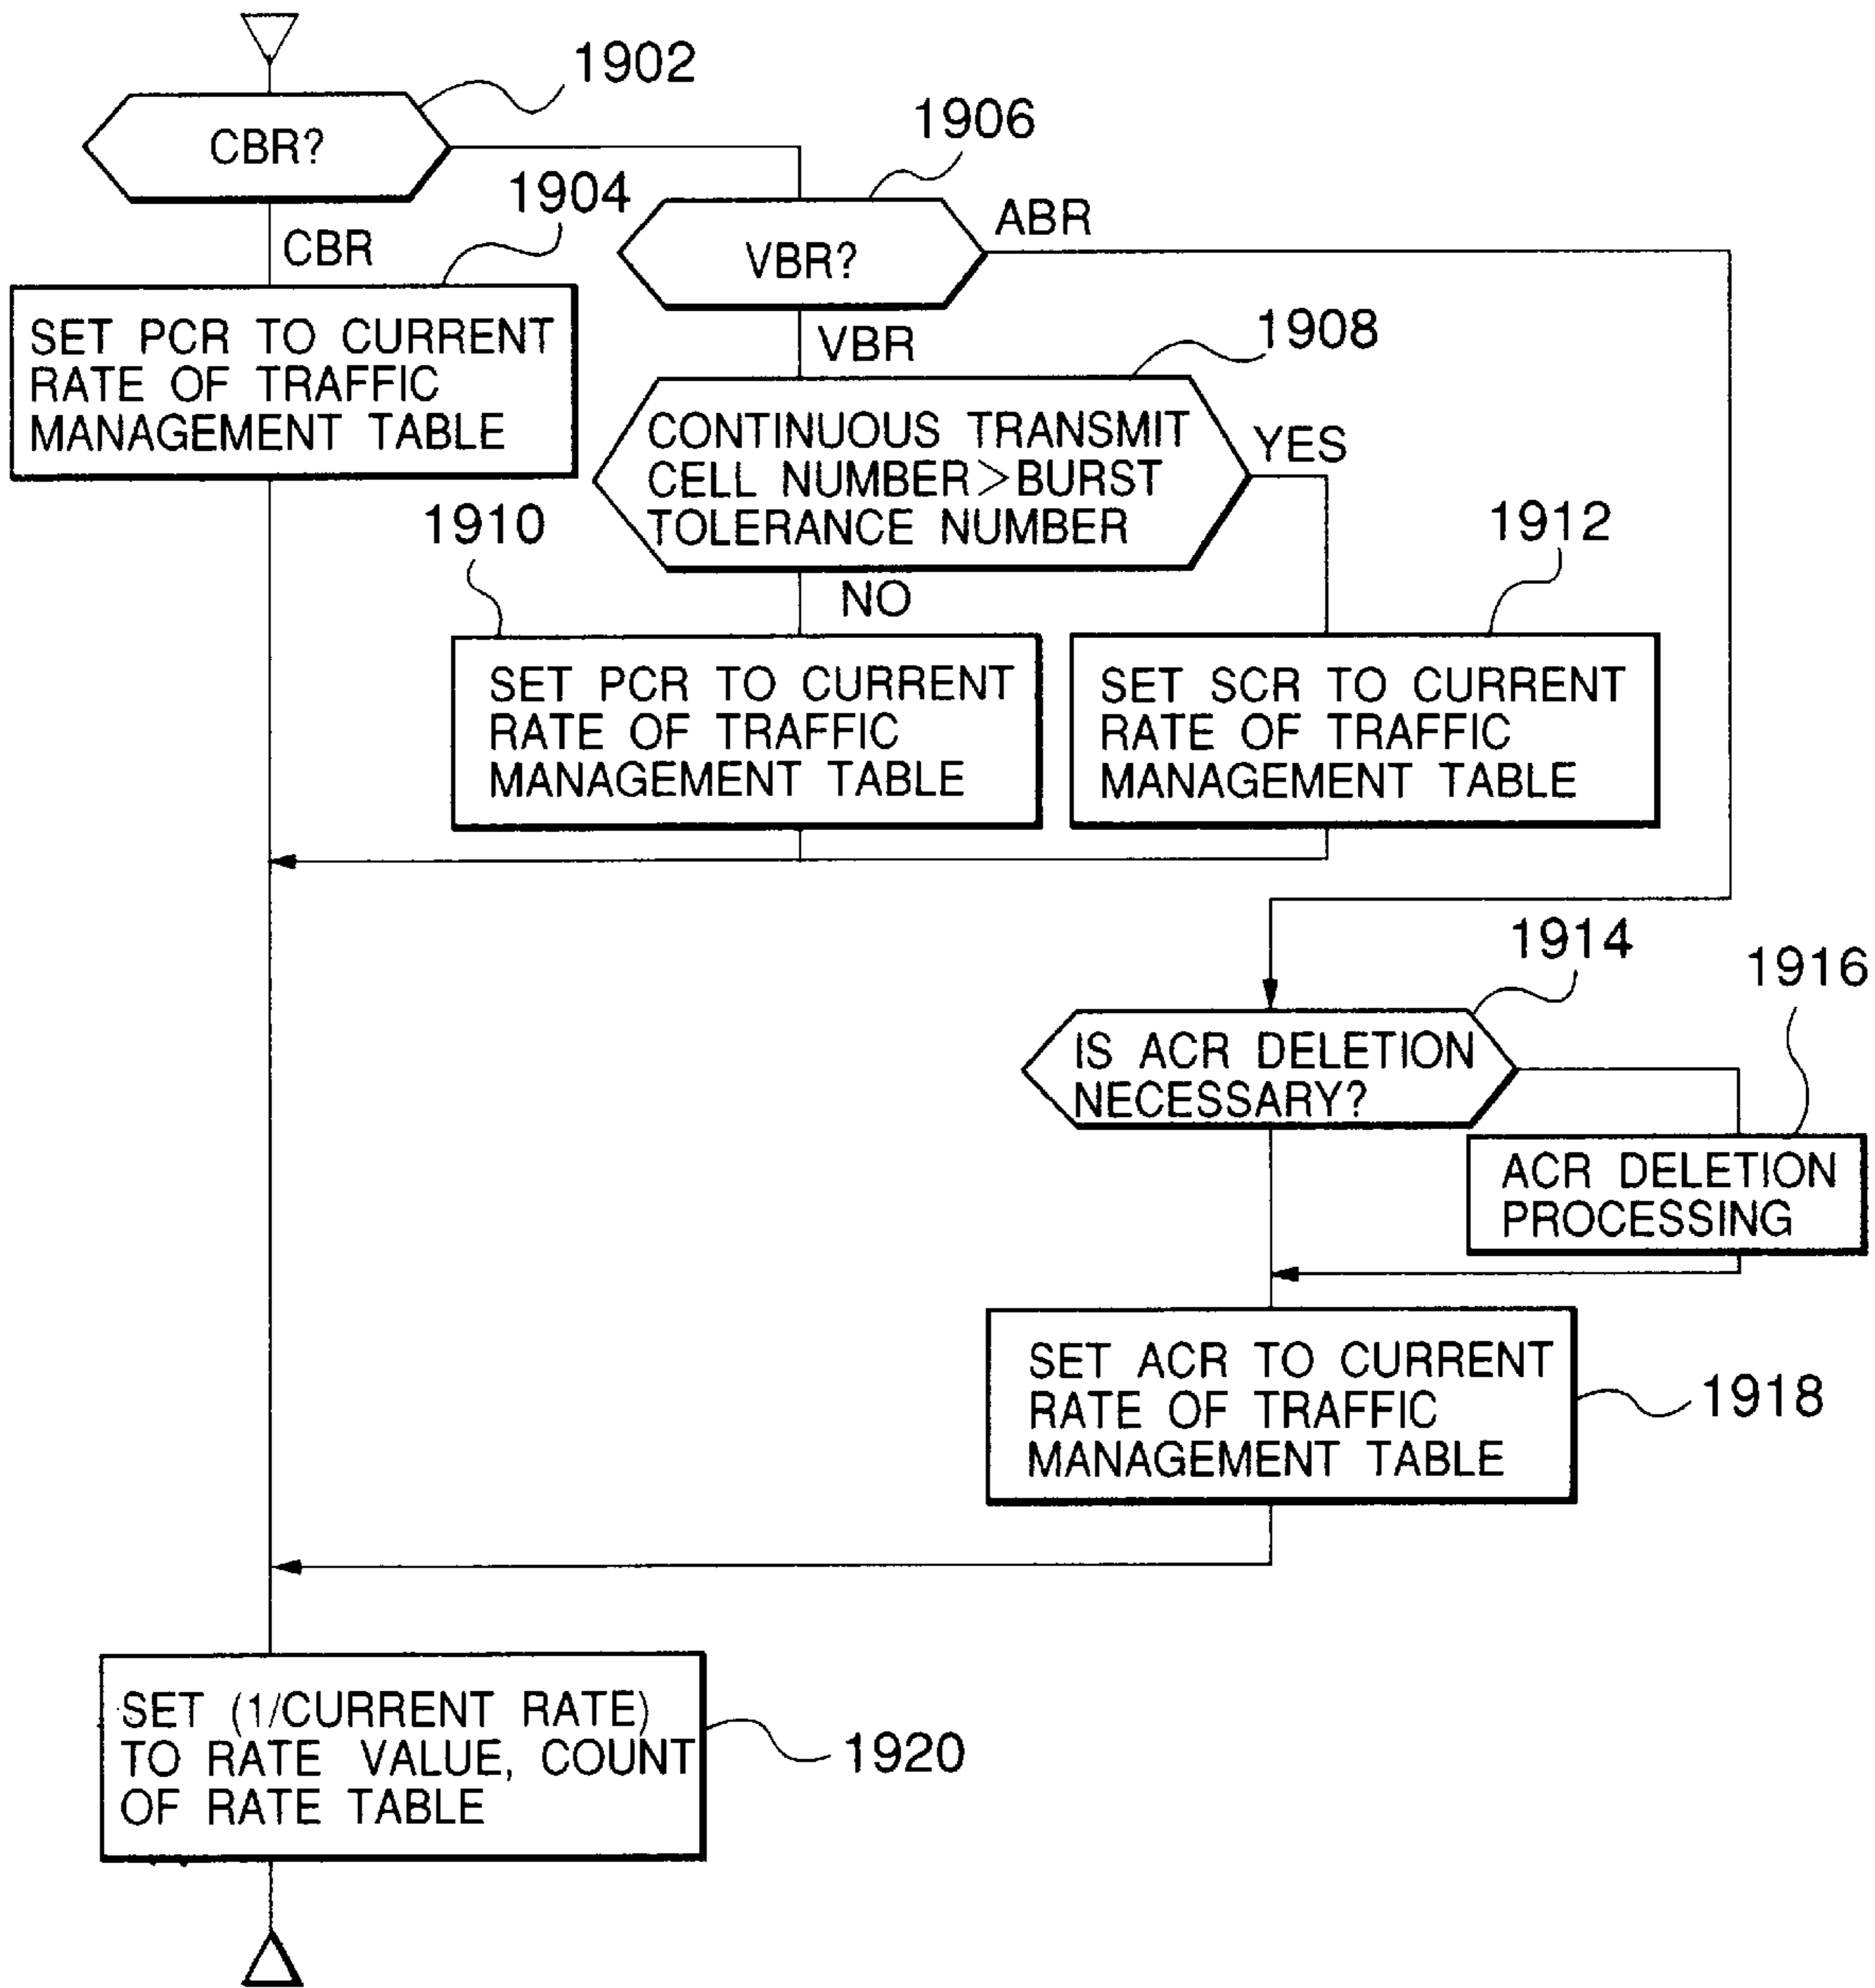 1902
CBR?
1906
1904
ABR
CBR
VBR?
SET PCR TO CURRENT
RATE OF TRAFFIC
MANAGEMENT TABLE
VBR
1908
CONTINUOUS TRANSMIT
CELL NUMBER>BURST
TOLERANCE NUMBER
YES
1910
1912
NO
SET PCR TO CURRENT
RATE OF TRAFFIC
MANAGEMENT TABLE
SET SCR TO CURRENT
RATE OF TRAFFIC
MANAGEMENT TABLE
1914
1916
IS ACR DELETION
NECESSARY?
ACR DELETION
PROCESSING
SET ACR TO CURRENT
RATE OF TRAFFIC
MANAGEMENT TABLE
1918
SET (1/CURRENT RATE)
TO RATE VALUE, COUNT
OF RATE TABLE
1920